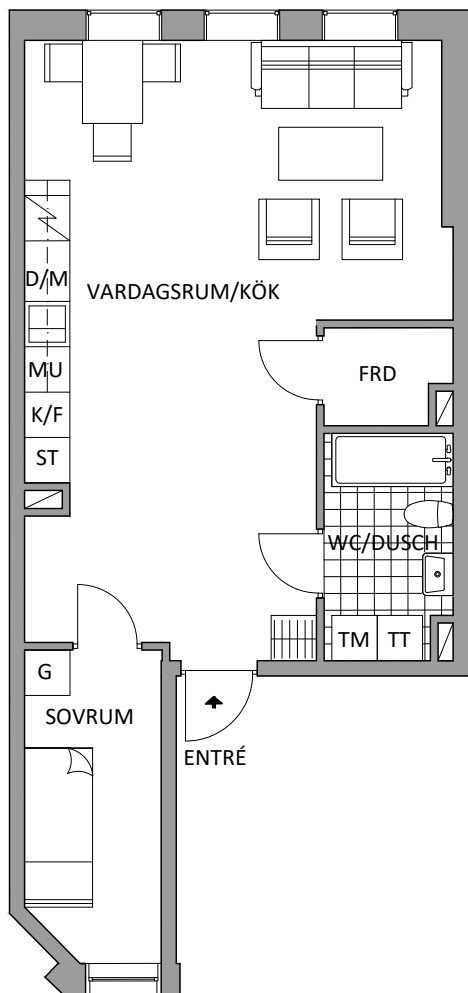 D/M
VARDAGSRUM/KÖK
MU
FRD
K/F
ST
WC/DUSCH
TM
TT
G
SOVRUM
ENTRÉ